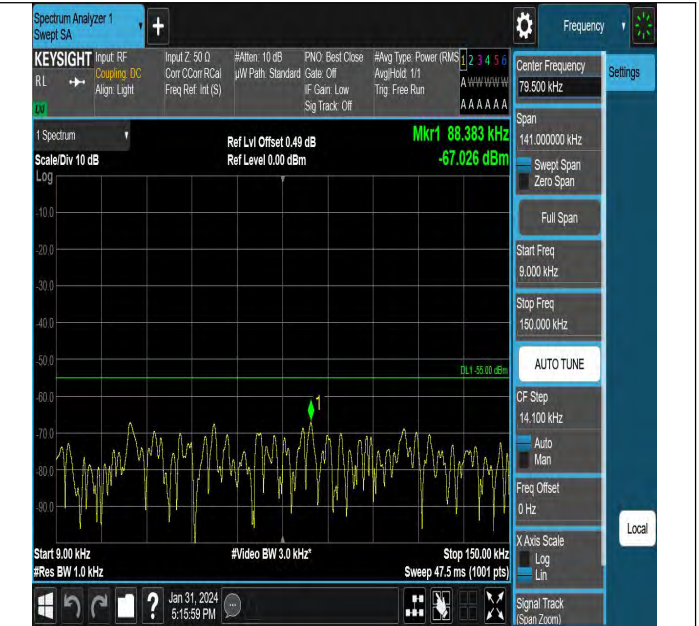 Spectrum Analyzer 1
Swept SA
+
Frequency
KEYSIGHT
RL
Input: RF
Coupling: DC
Align: Light
Input Z: 50 Ω
Corr CCorr RCal
Freq Ref: Int (S)
#Atten: 10 dB
µW Path: Standard
PNO: Best Close
Gate: Off
IF Gain: Low
Sig Track: Off
#Avg Type: Power (RMS
Avg|Hold: 1/1
Trig: Free Run
1 2 3 4 5 6
A W W W W W
A A A A A A
1 Spectrum
Scale/Div 10 dB
Ref Lvl Offset 0.49 dB
Ref Level 0.00 dBm
Mkr1 88.383 kHz
-67.026 dBm
Log
-10.0
-20.0
-30.0
-40.0
-50.0
DL1 -55.00 dBm
-60.0
1
-70.0
-80.0
-90.0
Start 9.00 kHz
#Video BW 3.0 kHz*
Stop 150.00 kHz
#Res BW 1.0 kHz
Sweep 47.5 ms (1001 pts)
?
Jan 31, 2024
5:15:59 PM
Center Frequency
79.500 kHz
Settings
Span
141.000000 kHz
Swept Span
Zero Span
Full Span
Start Freq
9.000 kHz
Stop Freq
150.000 kHz
AUTO TUNE
CF Step
14.100 kHz
Auto
Man
Freq Offset
0 Hz
Local
X Axis Scale
Log
Lin
Signal Track
(Span Zoom)